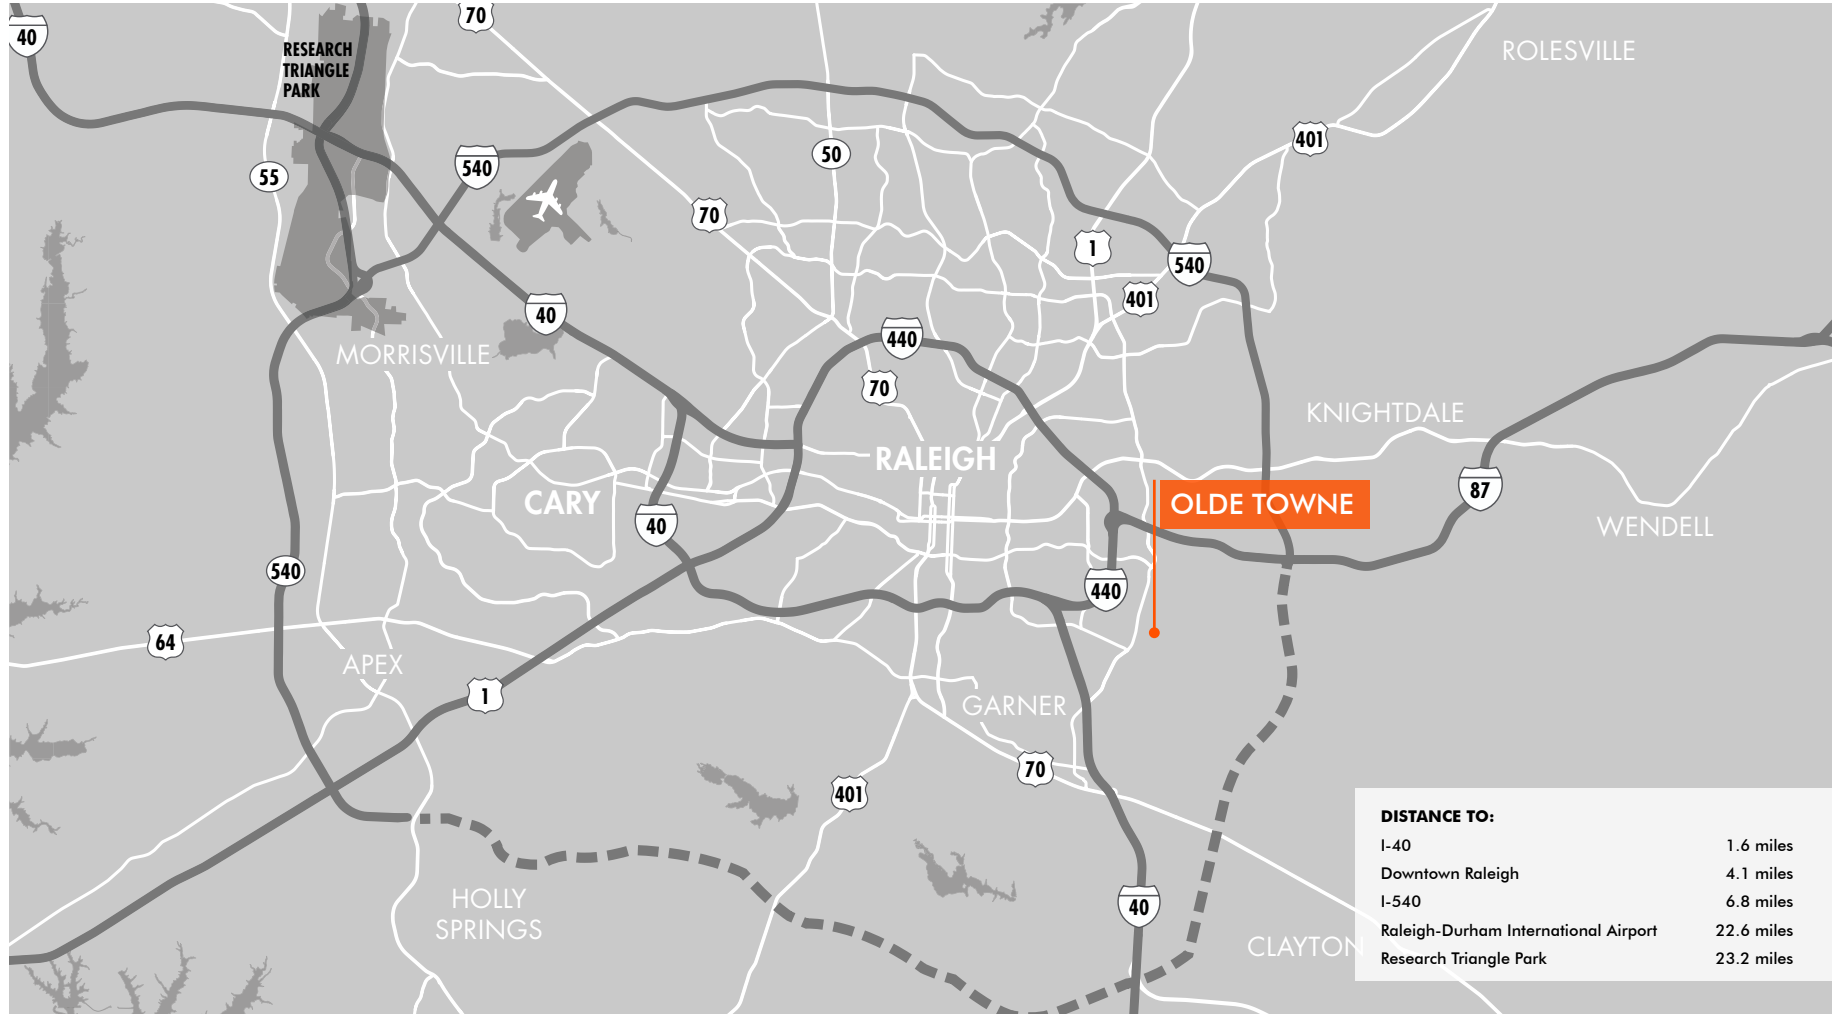 70
40
RESEARCH
TRIANGLE
PARK
ROLESVILLE
401
50
540
55
70
1
540
401
40
440
MORRISVILLE
70
KNIGHTDALE
RALEIGH
87
CARY
OLDE TOWNE
40
WENDELL
540
440
64
APEX
1
GARNER
70
401
DISTANCE TO:
I-40 1.6 miles
Downtown Raleigh 4.1 miles
I-540 6.8 miles
Raleigh-Durham International Airport 22.6 miles
Research Triangle Park 23.2 miles
HOLLY
SPRINGS
40
CLAYTON